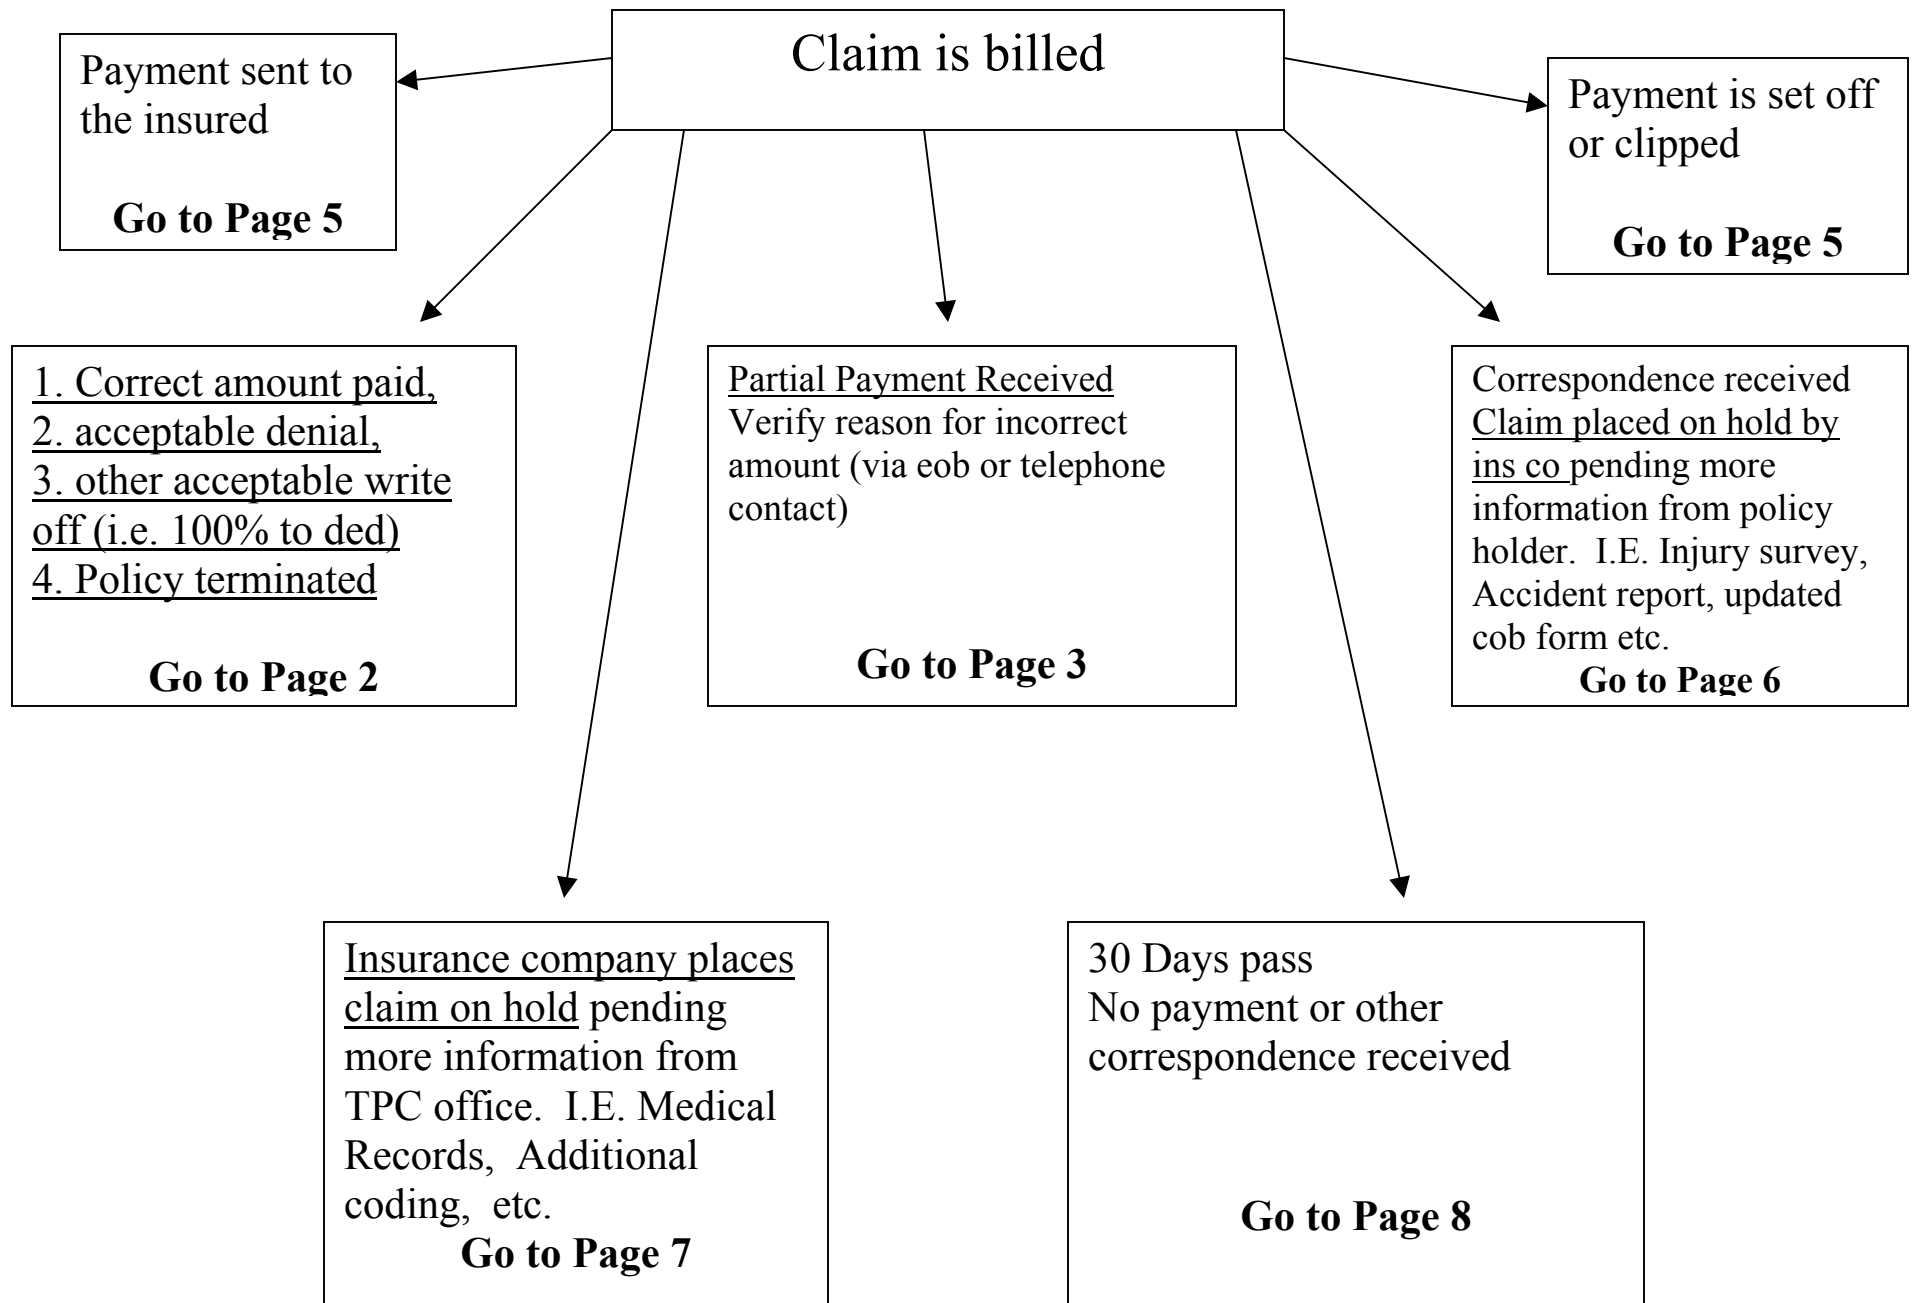 Claim is billed
Payment sent to
the insured
Go to Page 5
Payment is set off
or clipped
Go to Page 5
1. Correct amount paid,
2. acceptable denial,
3. other acceptable write
off (i.e. 100% to ded)
4. Policy terminated
Go to Page 2
Partial Payment Received
Verify reason for incorrect
amount (via eob or telephone
contact)
Go to Page 3
Correspondence received
Claim placed on hold by
ins co pending more
information from policy
holder.  I.E. Injury survey,
Accident report, updated
cob form etc.
Go to Page 6
Insurance company places
claim on hold pending
more information from
TPC office.  I.E. Medical
Records,  Additional
coding,  etc.
Go to Page 7
30 Days pass
No payment or other
correspondence received
Go to Page 8